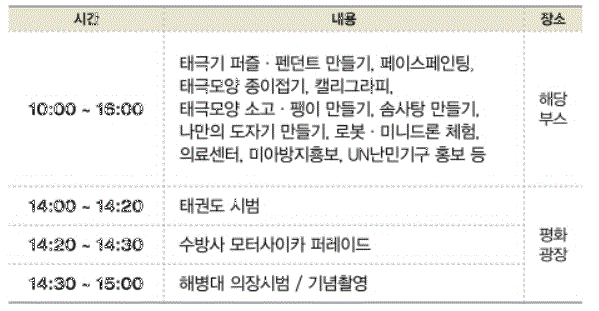 시간 내용 장소
태극기 퍼즐 · 펜던트 만들기, 페이스페인팅,
태극모양 종이접기, 캘리그라피,
10:00 ~ 16:00 태극모양 소고 · 팽이 만들기, 솜사탕 만들기, 해당 부스
나만의 도자기 만들기, 로봇 · 미니드론 체험,
의료센터, 미아방지홍보, UN난민기구 홍보 등
14:00 ~ 14:20 태권도 시범
14:20 ~ 14:30 수방사 모터사이카 퍼레이드 평화 광장
14:30 ~ 15:00 해병대 의장시범 / 기념촬영